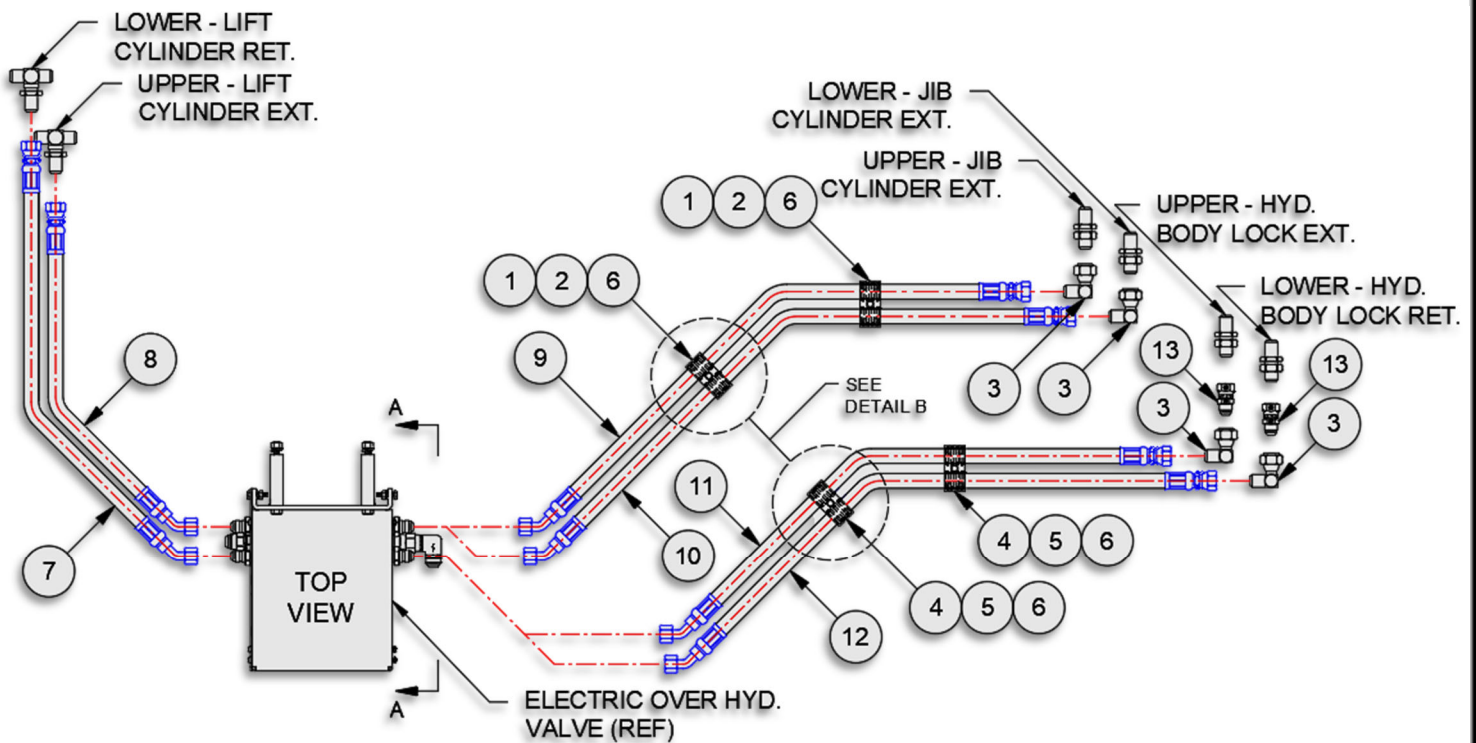 LOWER - LIFT
CYLINDER RET.
UPPER - LIFT
CYLINDER EXT.
LOWER - JIB
CYLINDER EXT.
UPPER - JIB
CYLINDER EXT.
UPPER - HYD.
BODY LOCK EXT.
LOWER - HYD.
BODY LOCK RET.
1 2 6
1 2 6
8
9
3
3
13
13
3
3
SEE
DETAIL B
A
7
10
11
12
4 5 6
4 5 6
TOP
VIEW
A
ELECTRIC OVER HYD.
VALVE (REF)